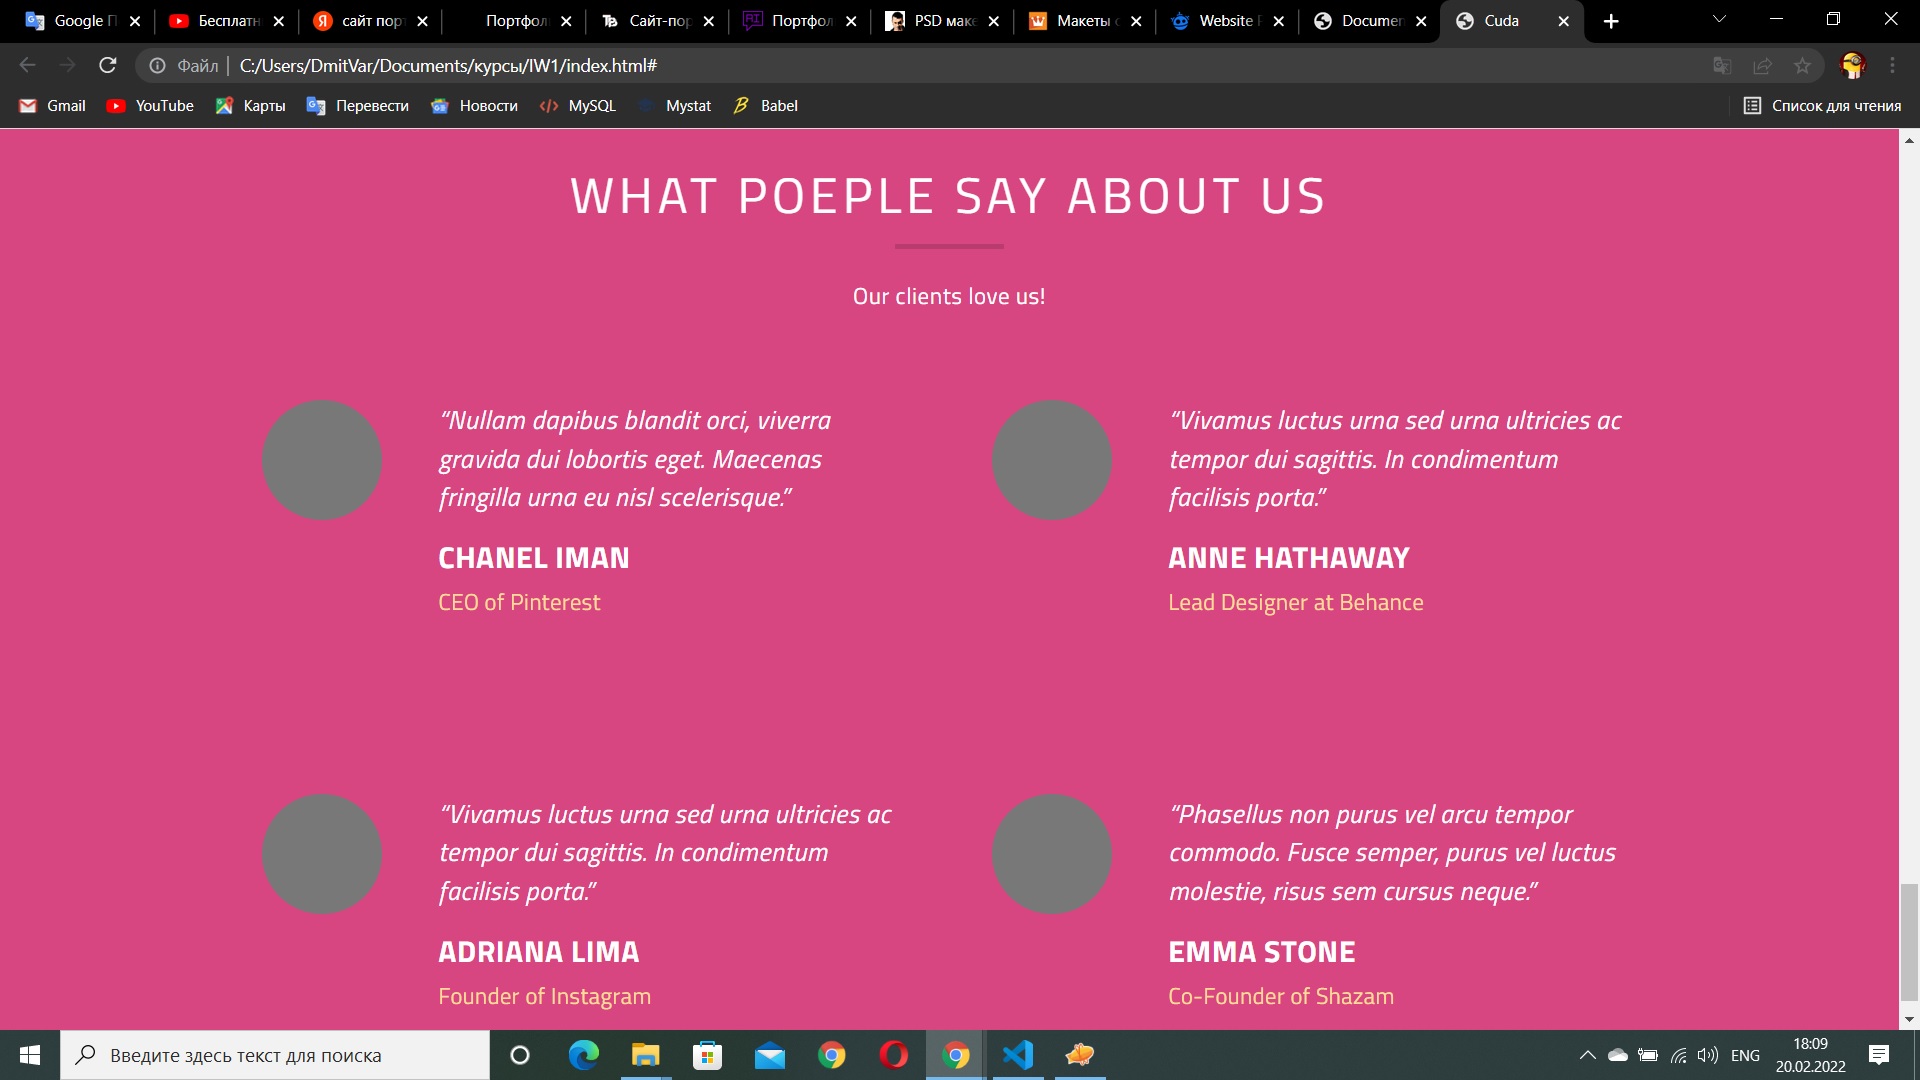 Google П
Бесплатн
сайт пор
Портфол
Сайт-пор
Портфол
PSD мак
Макеты с
Website F
Documen
Cuda
Файл | C:/Users/DmitVar/Documents/курсы/IW1/index.html#
Gmail YouTube Карты Перевести Новости MySQL Mystat Babel Список для чтения
WHAT POEPLE SAY ABOUT US
Our clients love us!
“Nullam dapibus blandit orci, viverra
gravida dui lobortis eget. Maecenas
fringilla urna eu nisl scelerisque.”
CHANEL IMAN
CEO of Pinterest
“Vivamus luctus urna sed urna ultricies ac
tempor dui sagittis. In condimentum
facilisis porta.”
ANNE HATHAWAY
Lead Designer at Behance
“Vivamus luctus urna sed urna ultricies ac
tempor dui sagittis. In condimentum
facilisis porta.”
ADRIANA LIMA
Founder of Instagram
“Phasellus non purus vel arcu tempor
commodo. Fusce semper, purus vel luctus
molestie, risus sem cursus neque.”
EMMA STONE
Co-Founder of Shazam
Введите здесь текст для поиска
ENG
18:09
20.02.2022